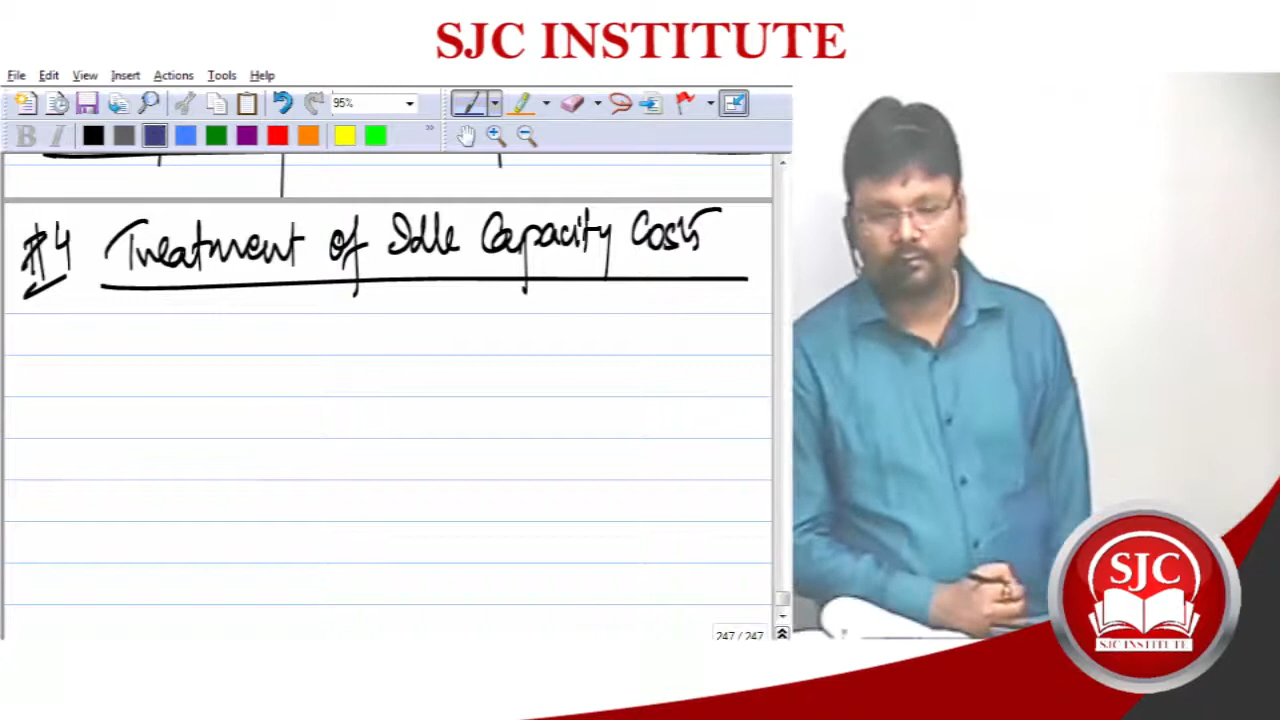 SJC INSTITUTE
File Edit View Insert Actions Tools Help
95%
B I
#4 Treatment of Idle Capacity Costs
247 / 247
SJC
SJC INSTITUTE